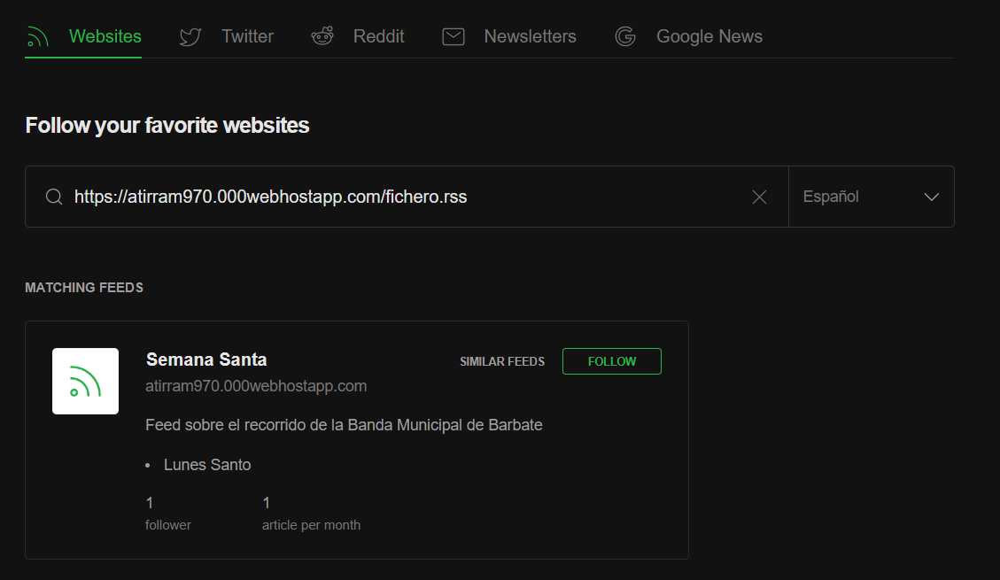 Websites Twitter Reddit Newsletters Google News
Follow your favorite websites
https://atirram970.000webhostapp.com/fichero.rss Español
MATCHING FEEDS
Semana Santa SIMILAR FEEDS FOLLOW
atirram970.000webhostapp.com
Feed sobre el recorrido de la Banda Municipal de Barbate
• Lunes Santo
1 1
follower article per month